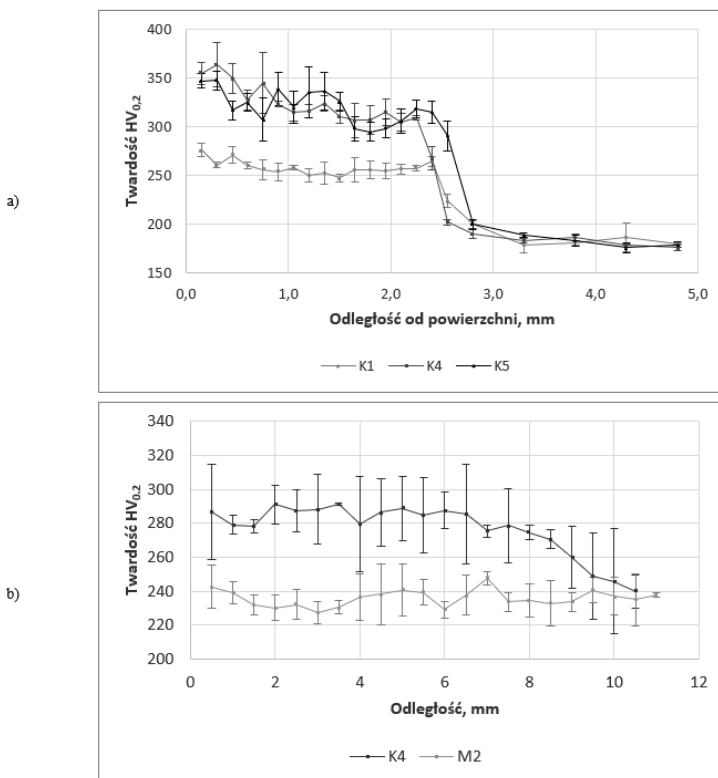 a)
400
350
300
250
200
150
Twardość HV0,2
0,0 1,0 2,0 3,0 4,0 5,0
Odległość od powierzchni, mm
K1 K4 K5
b)
340
320
300
280
260
240
220
200
Twardość HV0.2
0 2 4 6 8 10 12
Odległość, mm
K4 M2